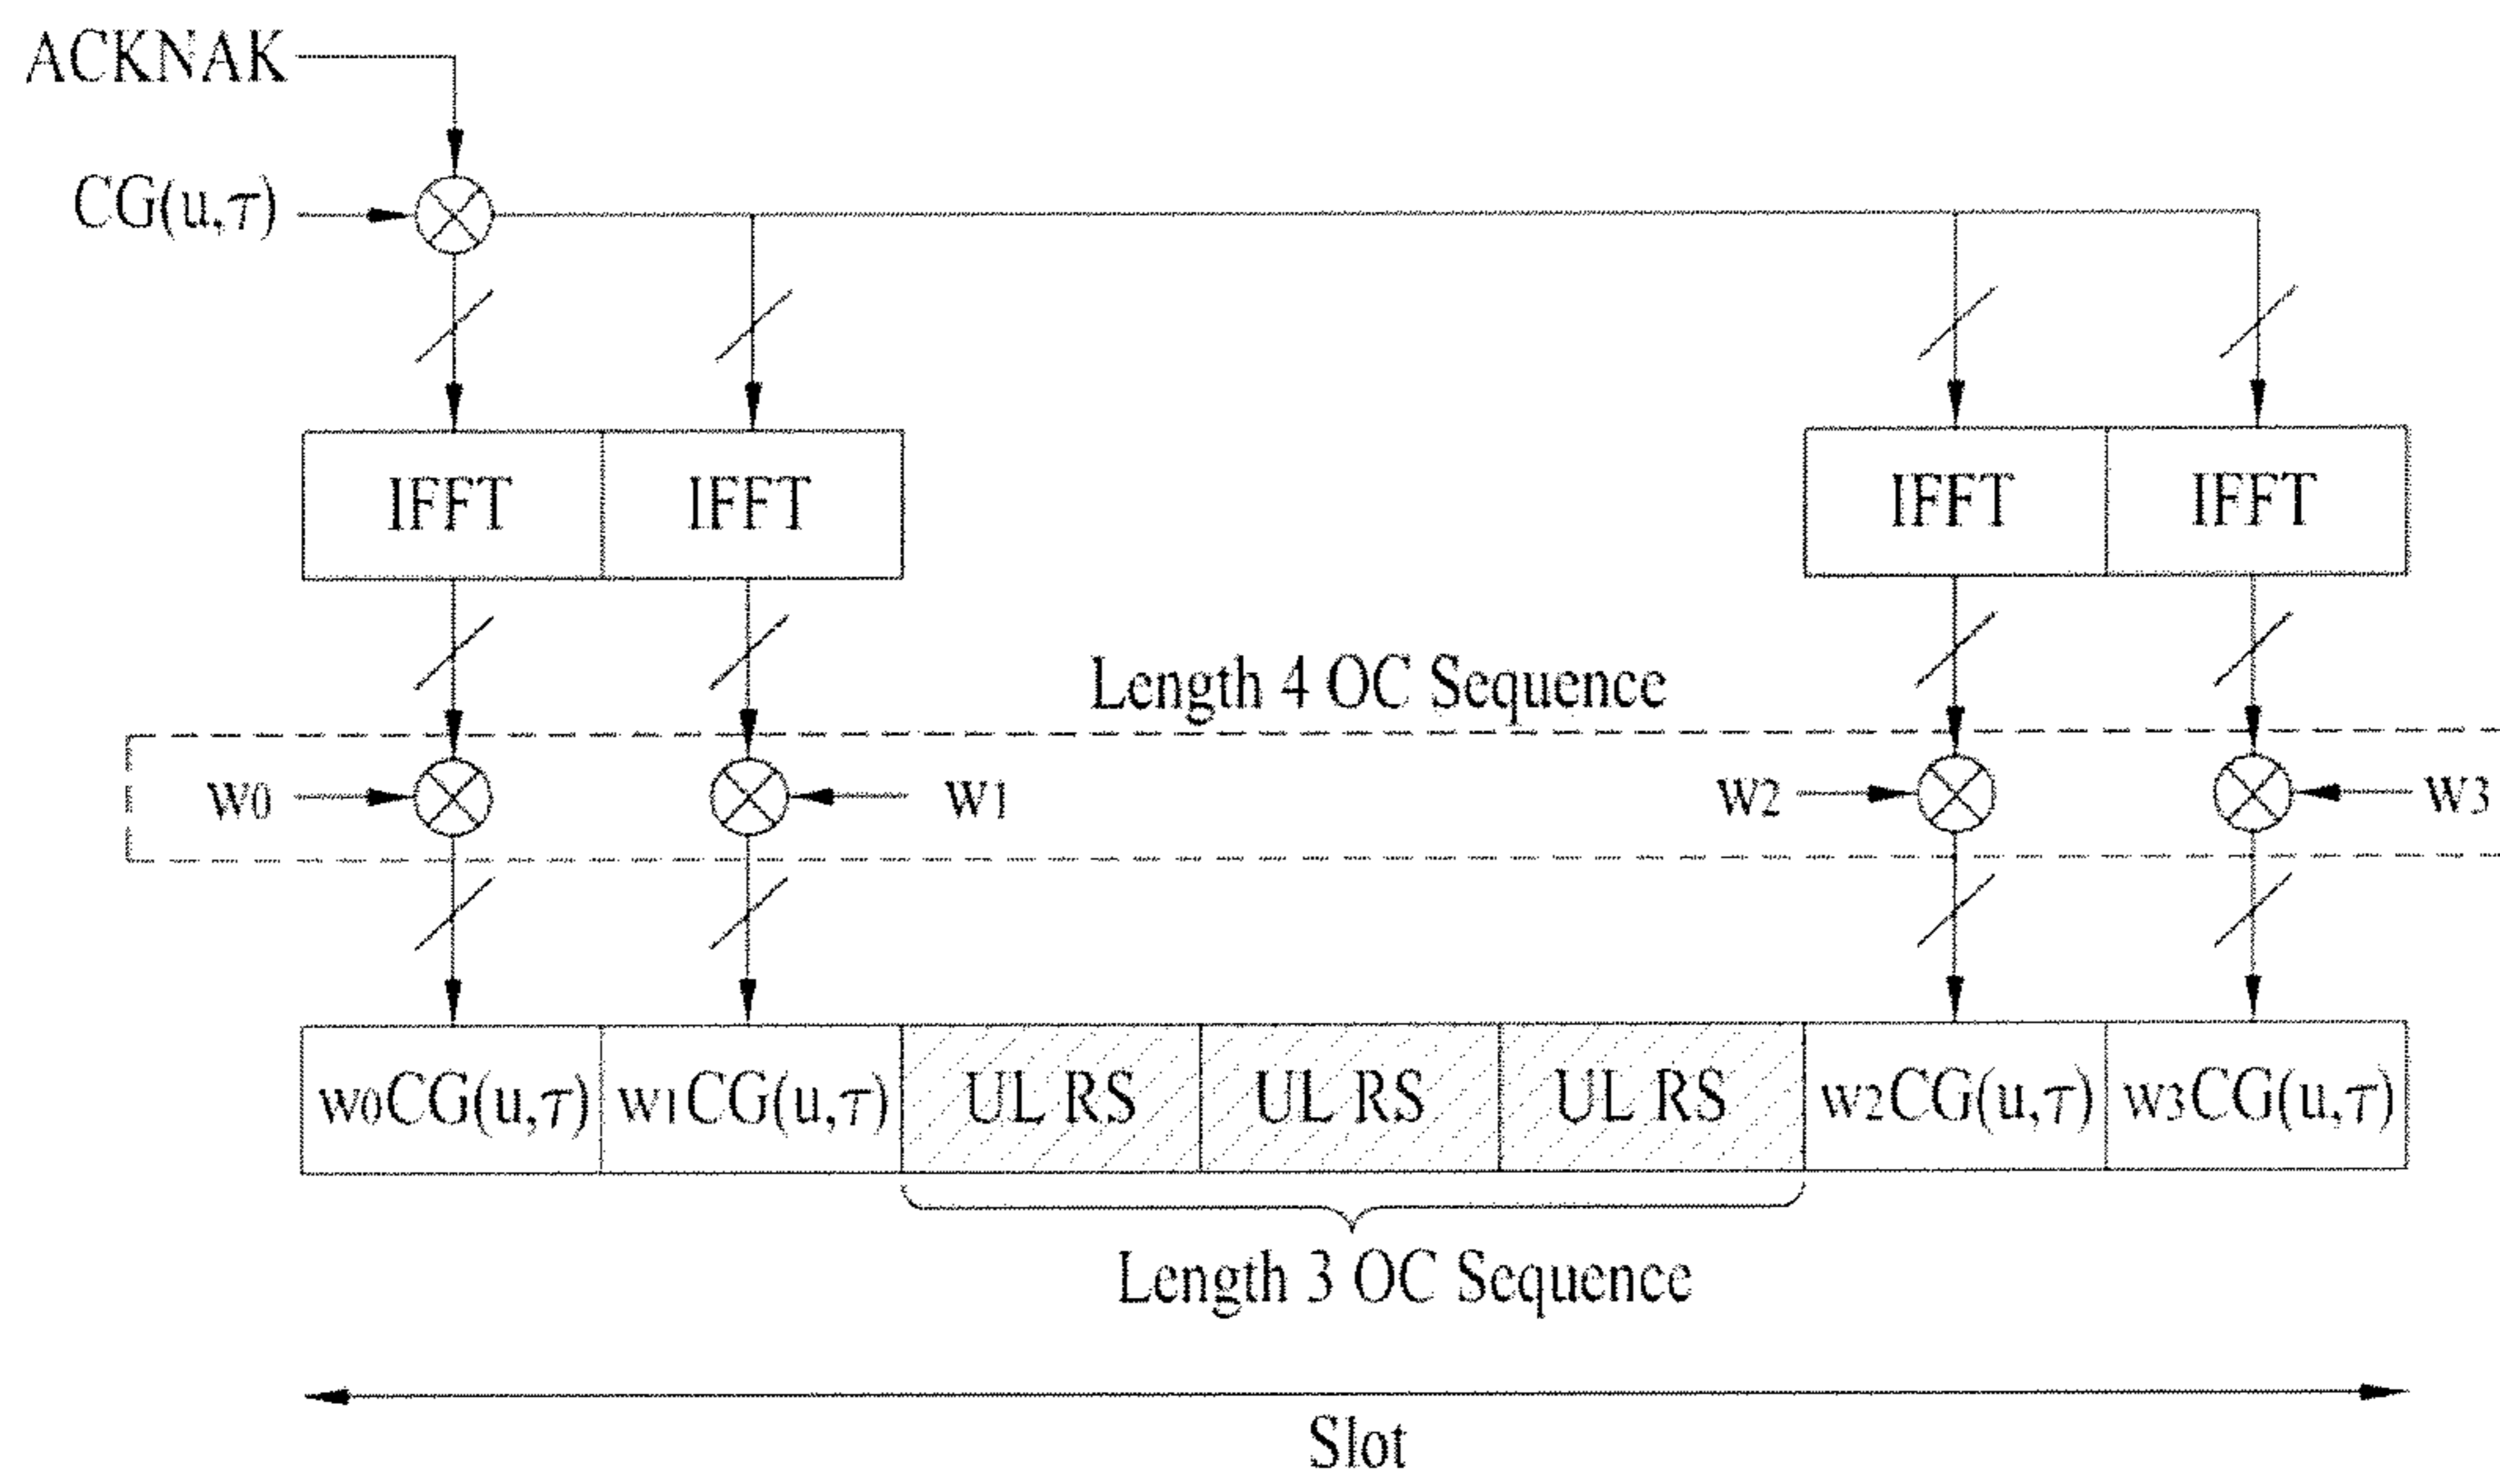 ACKNAK
CG(u,τ)
IFFT IFFT IFFT IFFT
Length 4 OC Sequence
W0 W1 W2 W3
W0CG(u,τ) W1CG(u,τ) UL RS UL RS UL RS W2CG(u,τ) W3CG(u,τ)
Length 3 OC Sequence
Slot